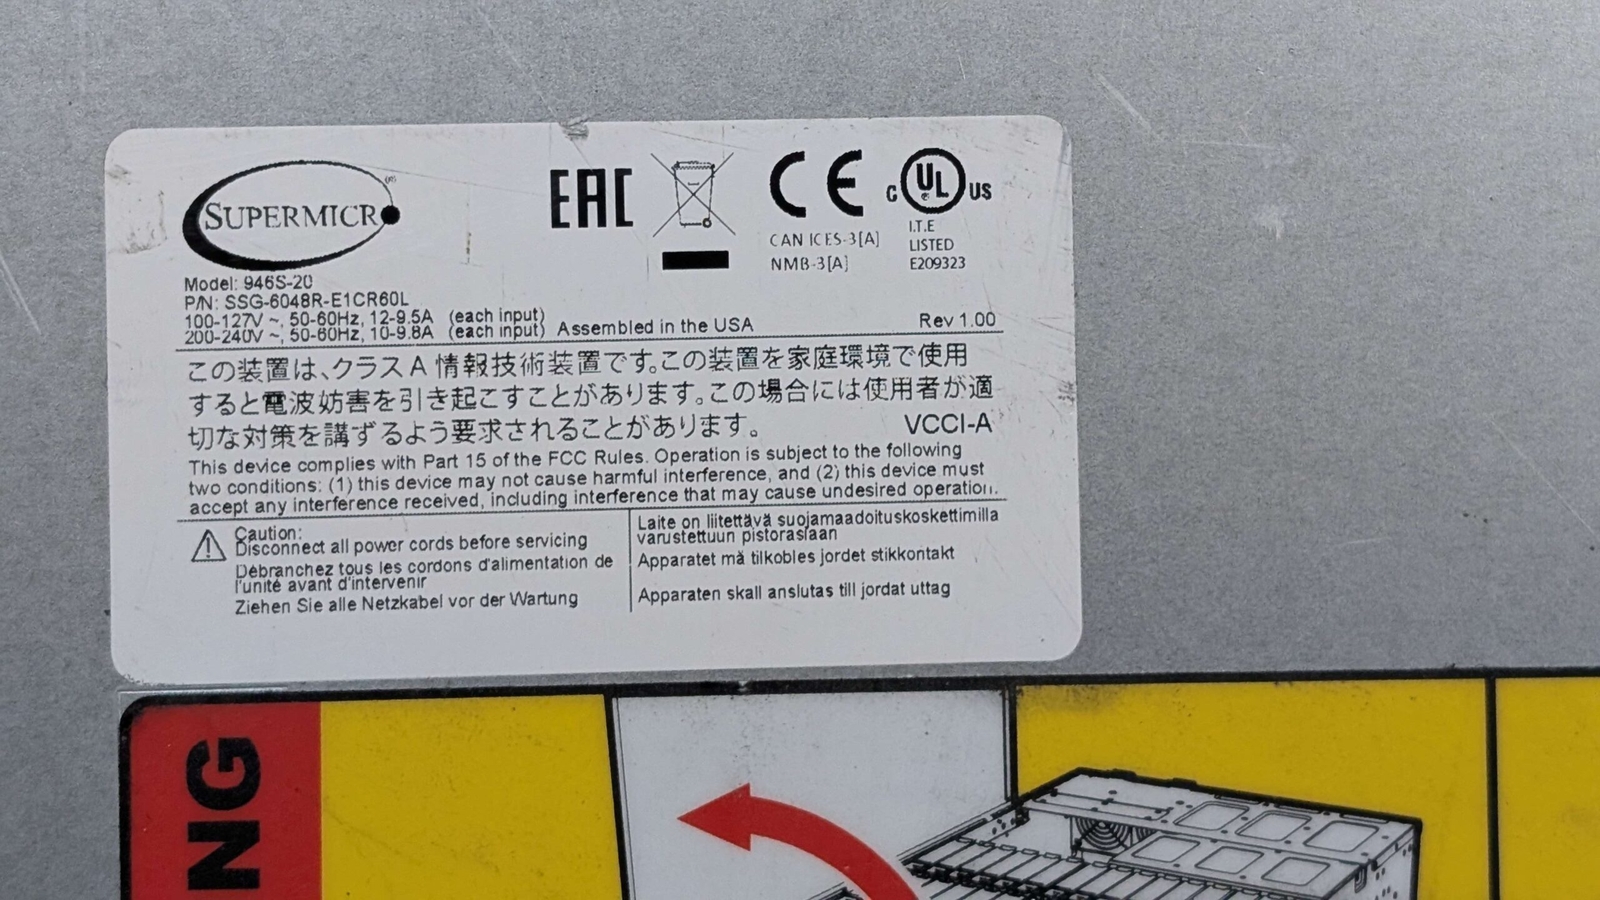 SUPERMICRO
EAC
CE
C UL US
CAN ICES-3[A]
NMB-3[A]
I.T.E
LISTED
E209323
Model: 946S-20
P/N: SSG-6048R-E1CR60L
100-127V ~, 50-60Hz, 12-9.5A (each input)
200-240V ~, 50-60Hz, 10-9.8A (each input) Assembled in the USA Rev 1.00
この装置は、クラスA情報技術装置です。この装置を家庭環境で使用
すると電波妨害を引き起こすことがあります。この場合には使用者が適
切な対策を講ずるよう要求されることがあります。 VCCI-A
This device complies with Part 15 of the FCC Rules. Operation is subject to the following
two conditions: (1) this device may not cause harmful interference, and (2) this device must
accept any interference received, including interference that may cause undesired operation.
Caution:
Disconnect all power cords before servicing
Débranchez tous les cordons d'alimentation de
l'unité avant d'intervenir
Ziehen Sie alle Netzkabel vor der Wartung
Laite on liitettävä suojamaadoituskoskettimilla
varustettuun pistorasiaan
Apparatet må tilkobles jordet stikkontakt
Apparaten skall anslutas till jordat uttag
NG